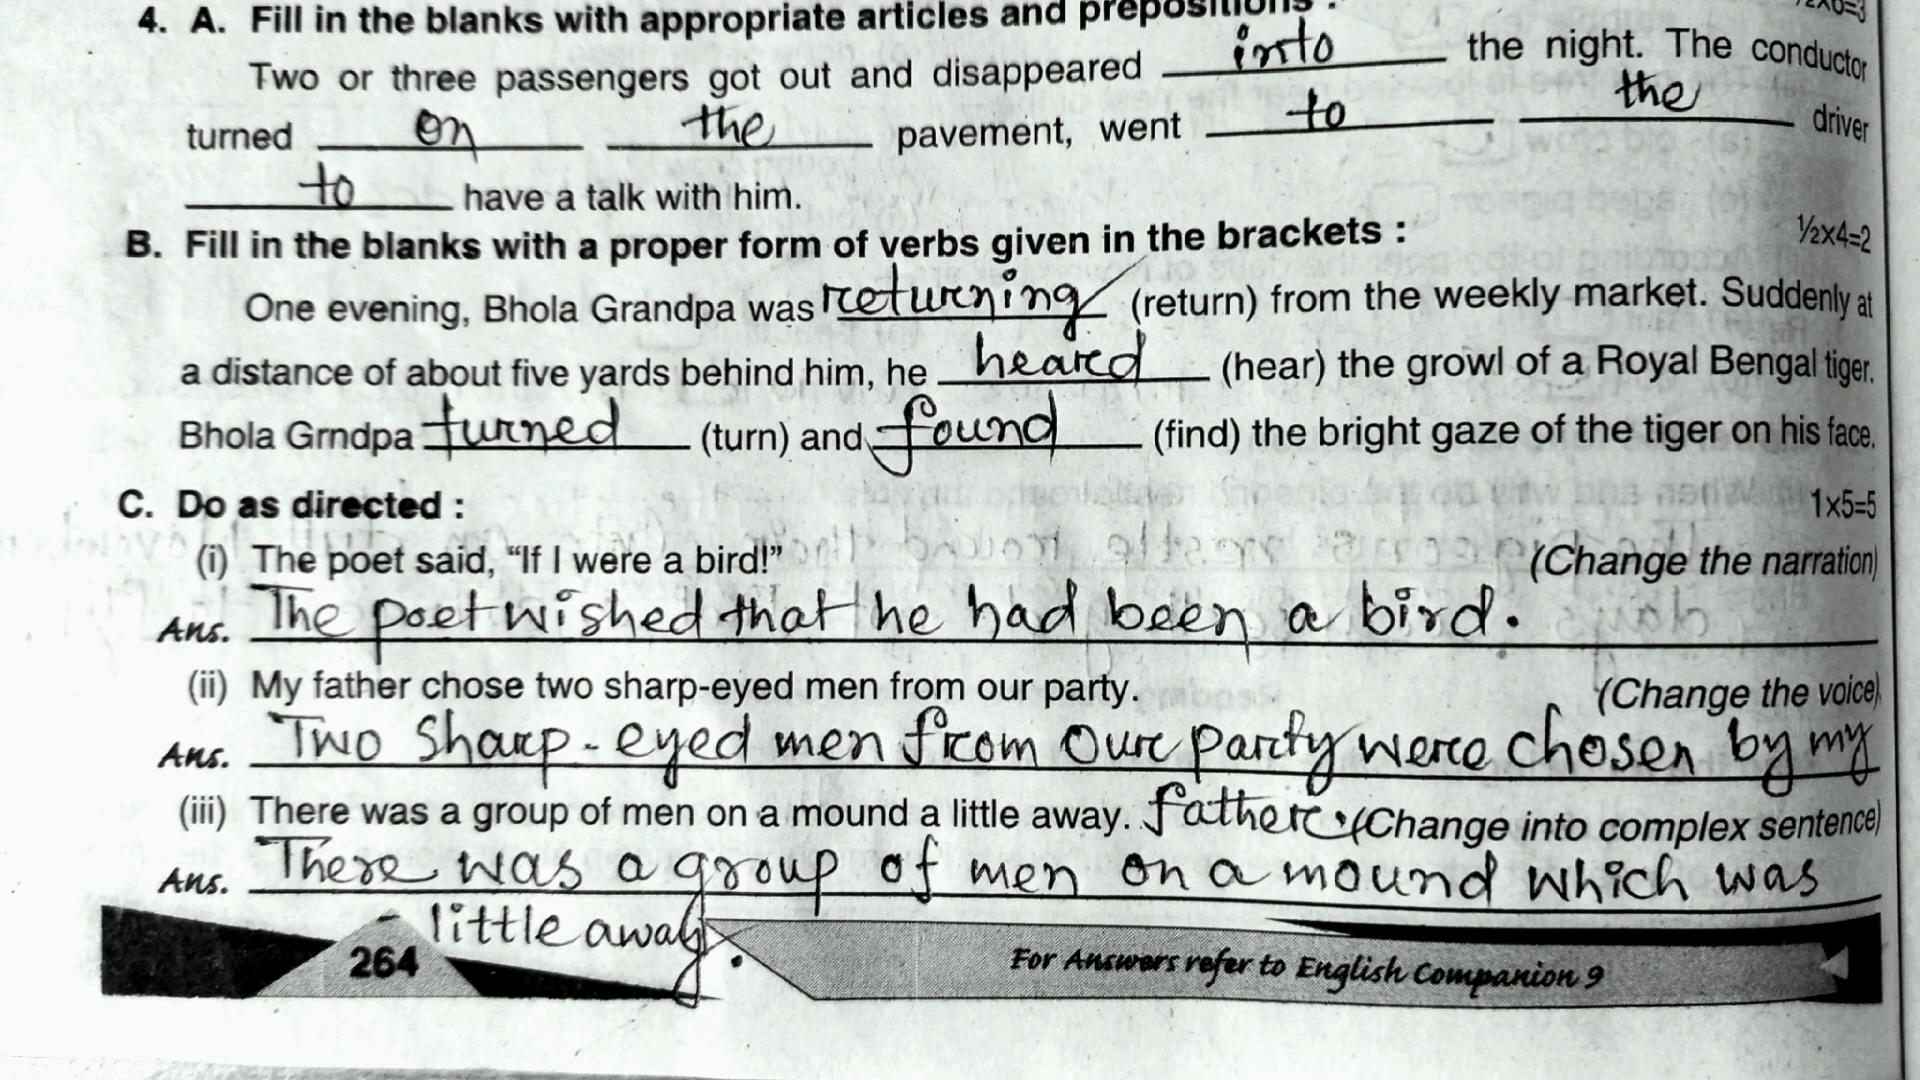 4. A. Fill in the blanks with appropriate articles and prepositions : ½x6=3
Two or three passengers got out and disappeared into the night. The conductor
turned on the pavement, went to the driver
to have a talk with him.
B. Fill in the blanks with a proper form of verbs given in the brackets : ½x4=2
One evening, Bhola Grandpa was returning (return) from the weekly market. Suddenly at
a distance of about five yards behind him, he heared (hear) the growl of a Royal Bengal tiger.
Bhola Grndpa turned (turn) and found (find) the bright gaze of the tiger on his face.
C. Do as directed : 1x5=5
(i) The poet said, “If I were a bird!” (Change the narration)
Ans. The poet wished that he had been a bird.
(ii) My father chose two sharp-eyed men from our party. (Change the voice)
Ans. Two Sharp-eyed men from our party were chosen by my
father.
(iii) There was a group of men on a mound a little away. (Change into complex sentence)
Ans. There was a group of men on a mound which was
- little away.
264 For Answers refer to English Companion 9